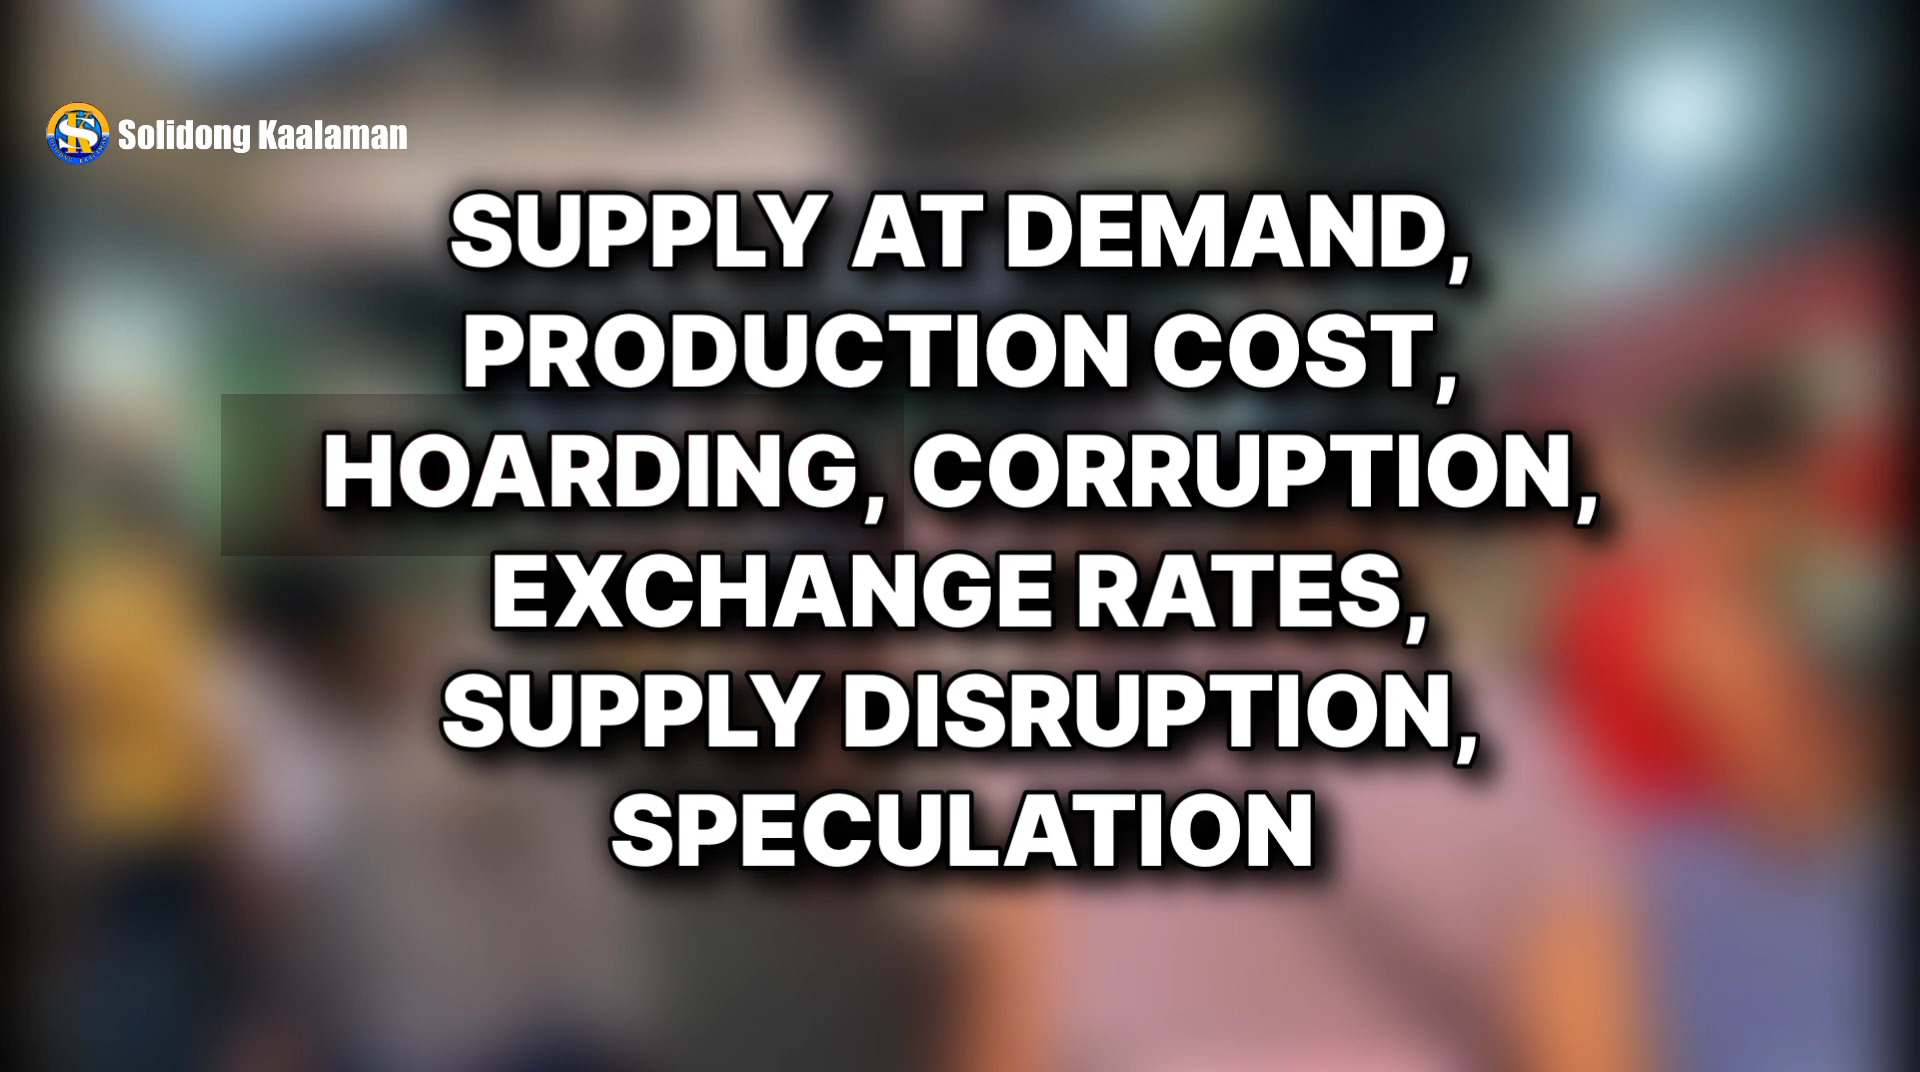 Solidong Kaalaman
SUPPLY AT DEMAND,
PRODUCTION COST,
HOARDING, CORRUPTION,
EXCHANGE RATES,
SUPPLY DISRUPTION,
SPECULATION